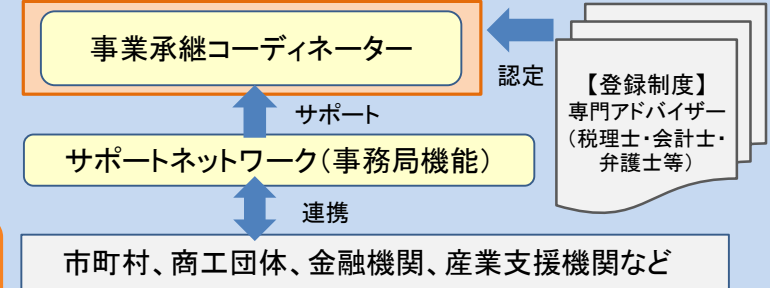 事業承継コーディネーター
認定
【登録制度】
専門アドバイザー
（税理士・会計士・
弁護士等）
サポート
サポートネットワーク（事務局機能）
連携
市町村、商工団体、金融機関、産業支援機関など